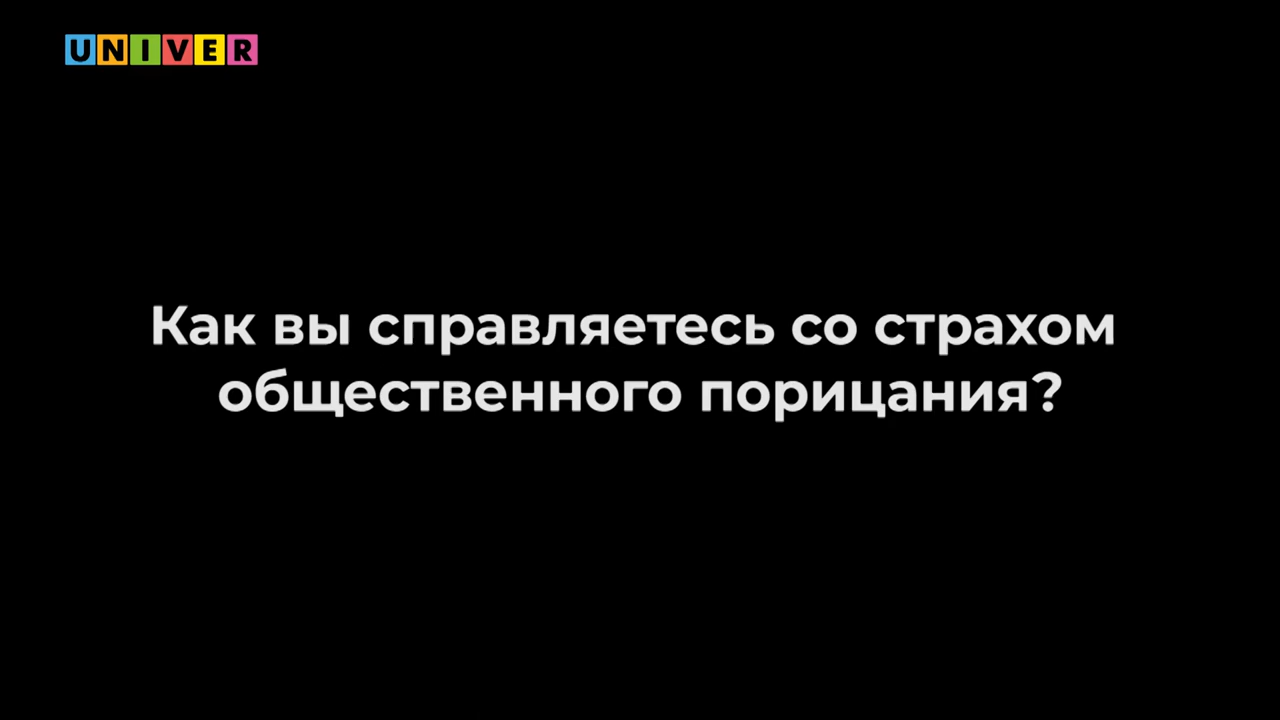 UNIVER
Как вы справляетесь со страхом
общественного порицания?